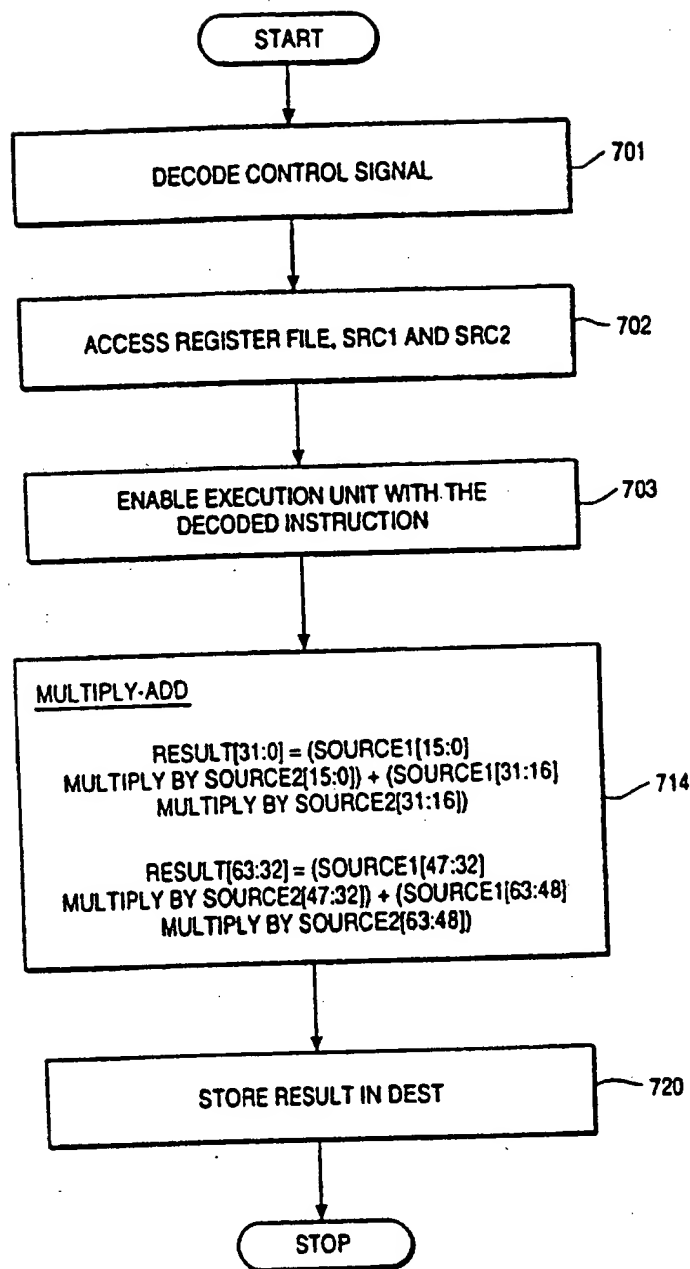 START
DECODE CONTROL SIGNAL
701
ACCESS REGISTER FILE, SRC1 AND SRC2
702
ENABLE EXECUTION UNIT WITH THE
DECODED INSTRUCTION
703
MULTIPLY-ADD
RESULT[31:0] = (SOURCE1[15:0]
MULTIPLY BY SOURCE2[15:0]) + (SOURCE1[31:16]
MULTIPLY BY SOURCE2[31:16])
RESULT[63:32] = (SOURCE1[47:32]
MULTIPLY BY SOURCE2[47:32]) + (SOURCE1[63:48]
MULTIPLY BY SOURCE2[63:48])
714
STORE RESULT IN DEST
720
STOP